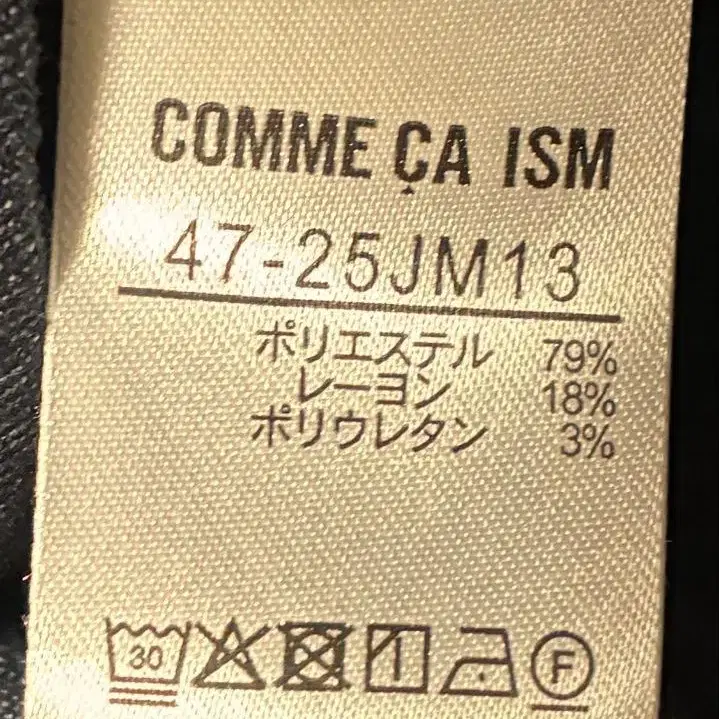 COMME ÇA ISM
47-25JM13
ポリエステル 79%
レーヨン 18%
ポリウレタン 3%
30 F